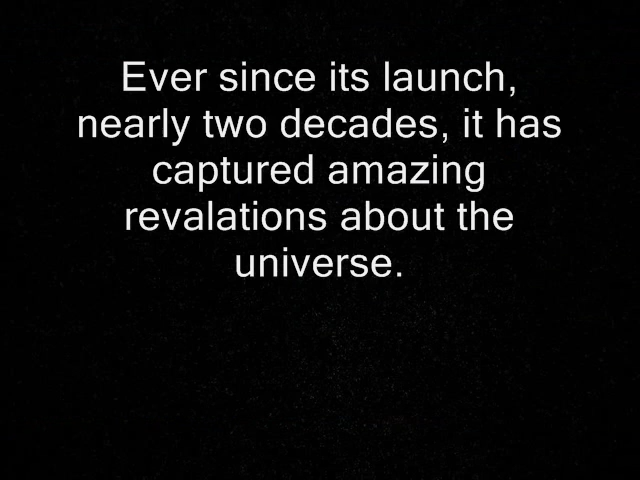 Ever since its launch,
nearly two decades, it has
captured amazing
revalations about the
universe.